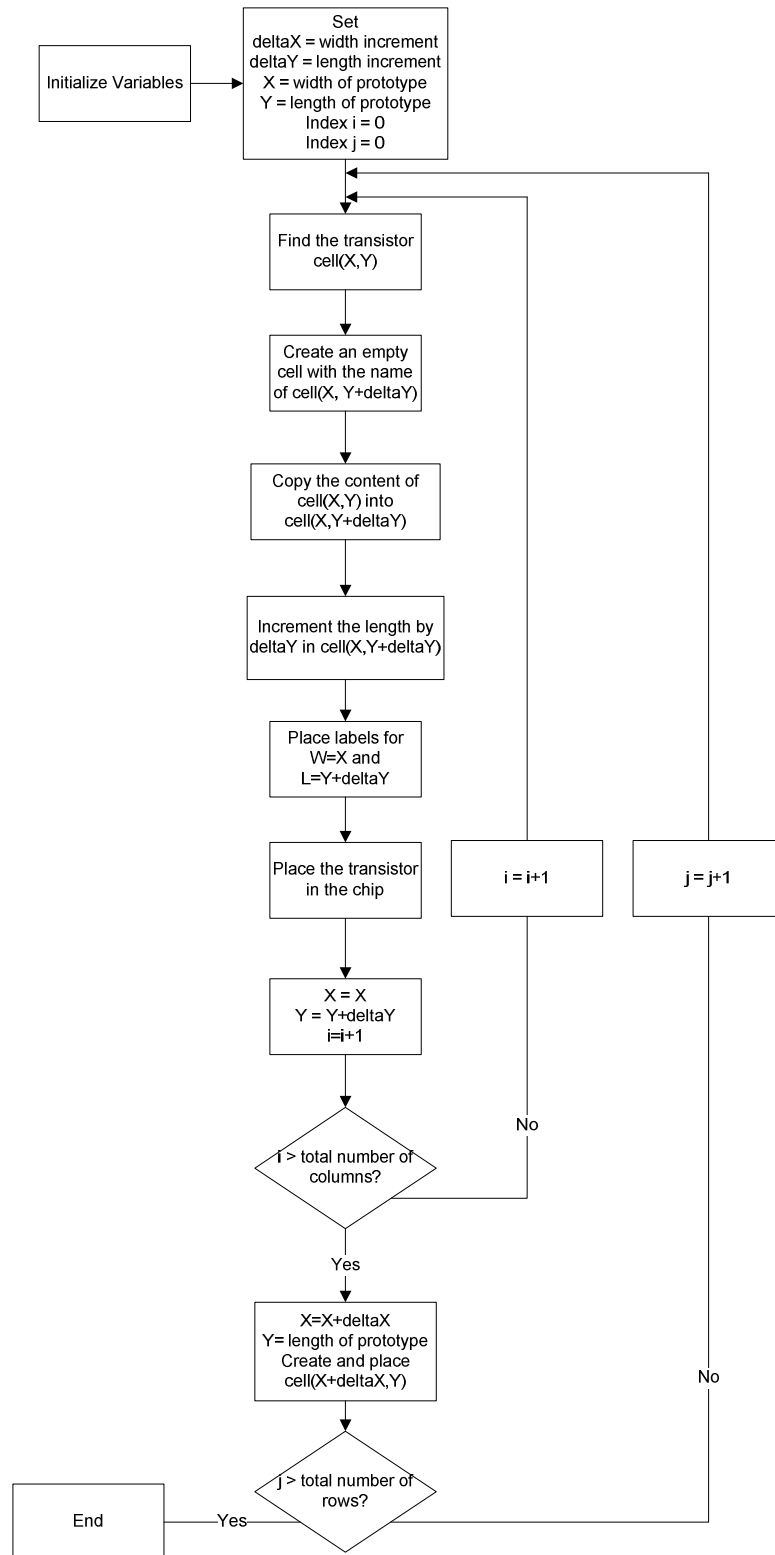 Initialize Variables
Set
deltaX = width increment
deltaY = length increment
X = width of prototype
Y = length of prototype
Index i = 0
Index j = 0
Find the transistor
cell(X,Y)
Create an empty
cell with the name
of cell(X, Y+deltaY)
Copy the content of
cell(X,Y) into
cell(X,Y+deltaY)
Increment the length by
deltaY in cell(X,Y+deltaY)
Place labels for
W=X and
L=Y+deltaY
Place the transistor
in the chip
i = i+1
j = j+1
X = X
Y = Y+deltaY
i=i+1
i > total number of
columns?
No
Yes
X=X+deltaX
Y= length of prototype
Create and place
cell(X+deltaX,Y)
No
j > total number of
rows?
Yes
End